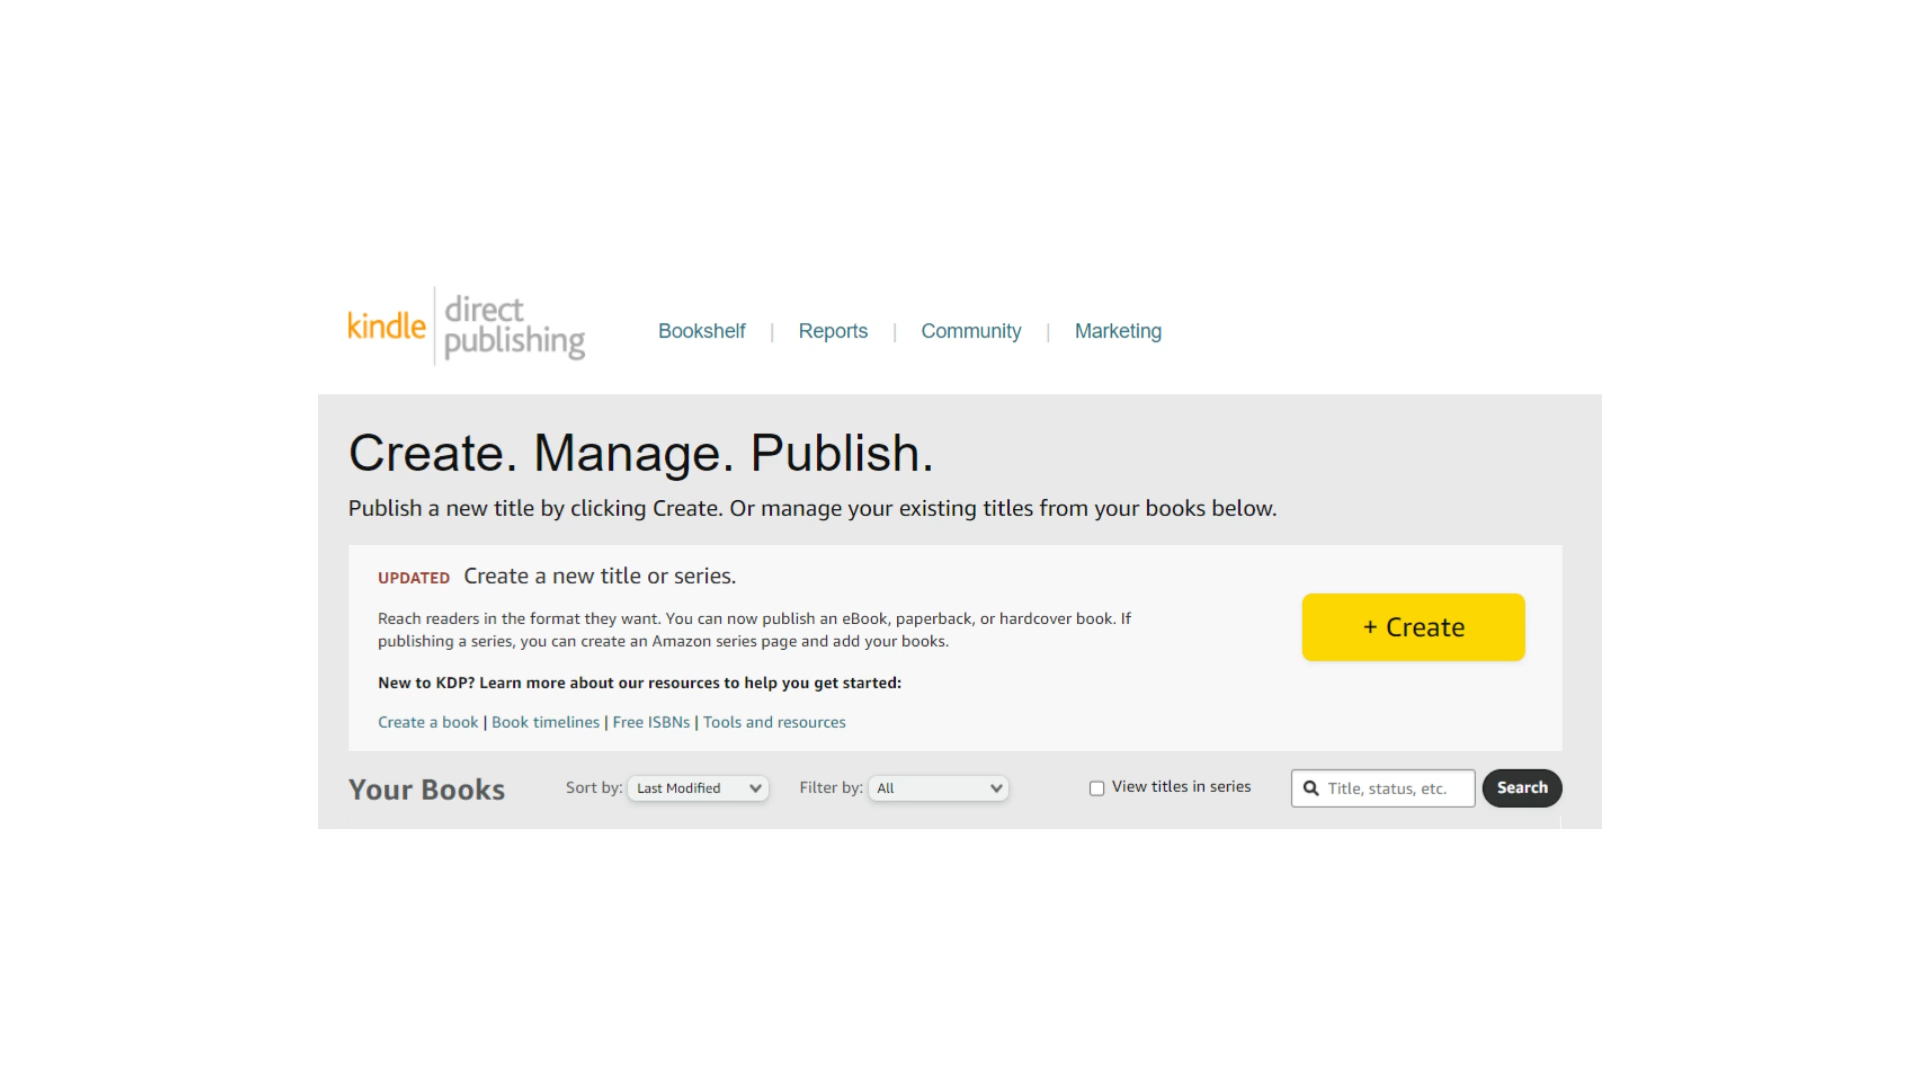 kindle direct publishing
Bookshelf | Reports | Community | Marketing
Create. Manage. Publish.
Publish a new title by clicking Create. Or manage your existing titles from your books below.
UPDATED Create a new title or series.
Reach readers in the format they want. You can now publish an eBook, paperback, or hardcover book. If
publishing a series, you can create an Amazon series page and add your books.
+ Create
New to KDP? Learn more about our resources to help you get started:
Create a book | Book timelines | Free ISBNs | Tools and resources
Your Books Sort by: Last Modified Filter by: All View titles in series Title, status, etc. Search